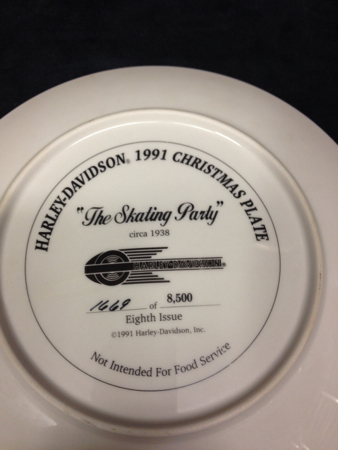 HARLEY-DAVIDSON® 1991 CHRISTMAS PLATE
"The Skating Party"
circa 1938
HARLEY-DAVIDSON
1669 of 8,500
Eighth Issue
©1991 Harley-Davidson, Inc.
Not Intended For Food Service